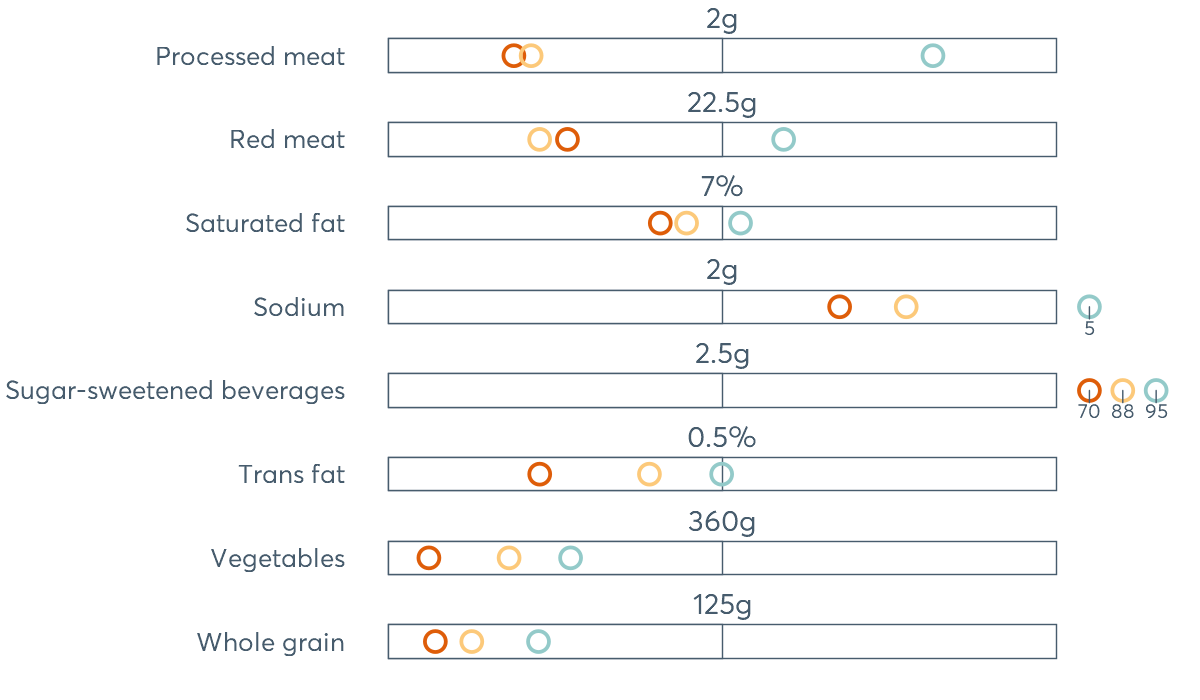 2g
Processed meat
22.5g
Red meat
7%
Saturated fat
2g
Sodium
5
2.5g
Sugar-sweetened beverages
70 88 95
0.5%
Trans fat
360g
Vegetables
125g
Whole grain